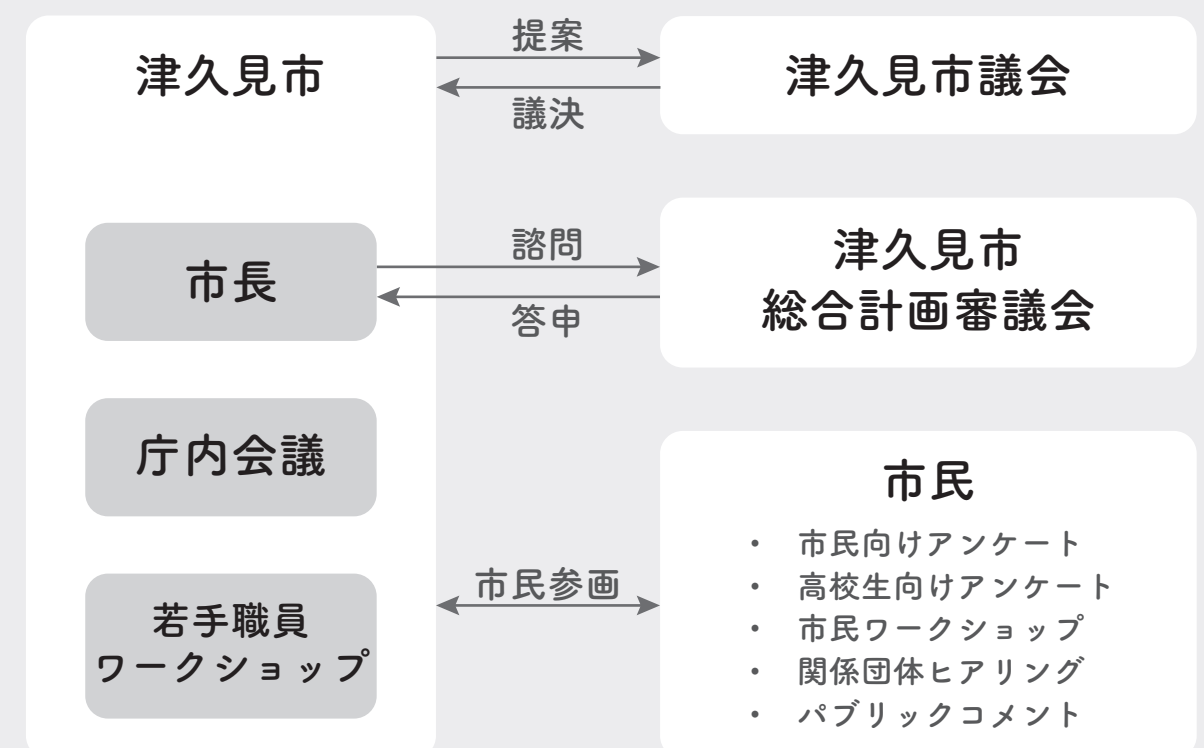 津久見市
市長
庁内会議
若手職員
ワークショップ
提案
議決
諮問
答申
市民参画
津久見市議会
津久見市
総合計画審議会
市民
・ 市民向けアンケート
・ 高校生向けアンケート
・ 市民ワークショップ
・ 関係団体ヒアリング
・ パブリックコメント